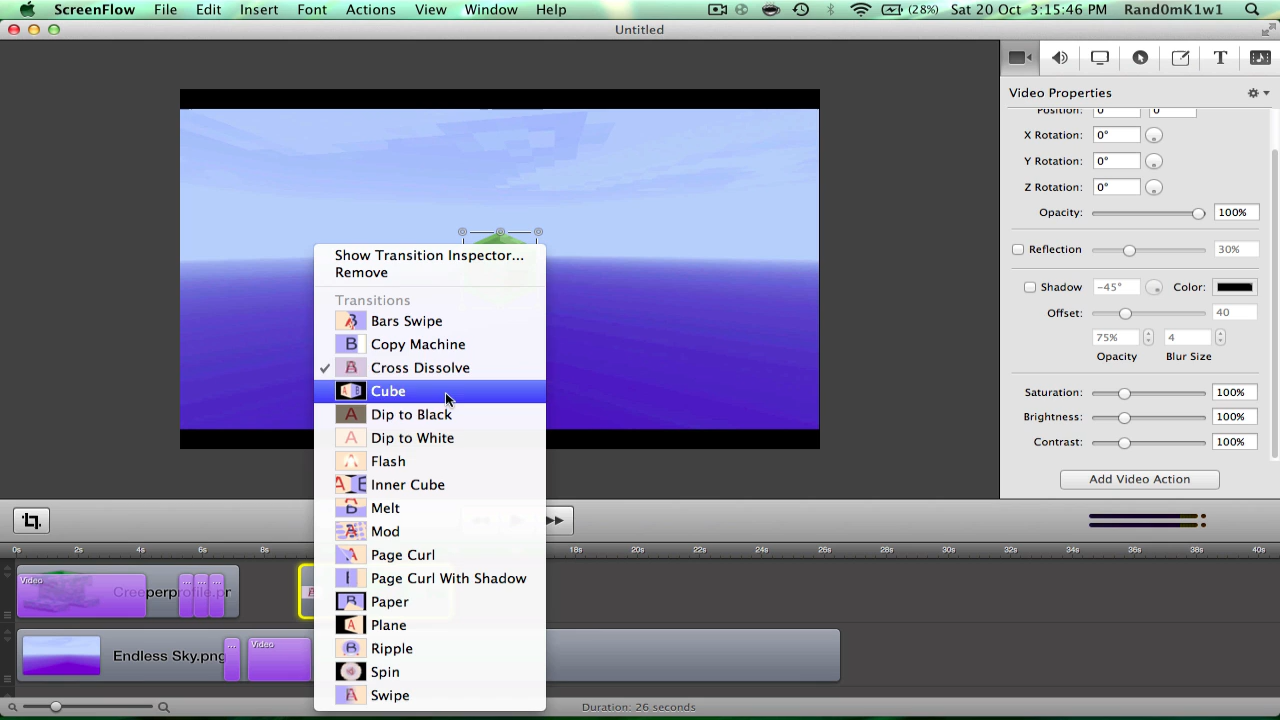 ScreenFlow File Edit Insert Font Actions View Window Help (28%) Sat 20 Oct 3:15:46 PM Rand0mK1w1
Untitled
Video Properties
Position: 0 0
X Rotation: 0°
Y Rotation: 0°
Z Rotation: 0°
Opacity: 100%
Reflection 30%
Shadow −45° Color:
Offset: 40
75% 4
Opacity Blur Size
Saturation: 100%
Brightness: 100%
Contrast: 100%
Add Video Action
Show Transition Inspector...
Remove
Transitions
Bars Swipe
Copy Machine
Cross Dissolve
Cube
Dip to Black
Dip to White
Flash
Inner Cube
Melt
Mod
Page Curl
Page Curl With Shadow
Paper
Plane
Ripple
Spin
Swipe
0s 2s 4s 6s 8s 18s 20s 22s 24s 26s 28s 30s 32s 34s 36s 38s 40s
Video Creeperprofile.pr ... ... ...
Endless Sky.png ... Video
Duration: 26 seconds